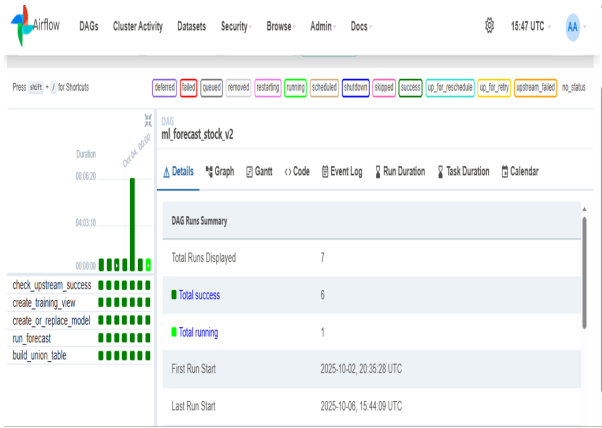 Airflow DAGs Cluster Activity Datasets Security Browse Admin Docs 15:47 UTC AA
Press shift + / for Shortcuts
deferred failed queued removed restarting running scheduled shutdown skipped success up_for_reschedule up_for_retry upstream_failed no_status
DAG
ml_forecast_stock_v2
Duration
Oct 04, 00:00
08:06:20
04:03:10
00:00:00
check_upstream_success
create_training_view
create_or_replace_model
run_forecast
build_union_table
Details Graph Gantt Code Event Log Run Duration Task Duration Calendar
DAG Runs Summary
Total Runs Displayed 7
Total success 6
Total running 1
First Run Start 2025-10-02, 20:35:28 UTC
Last Run Start 2025-10-06, 15:44:09 UTC